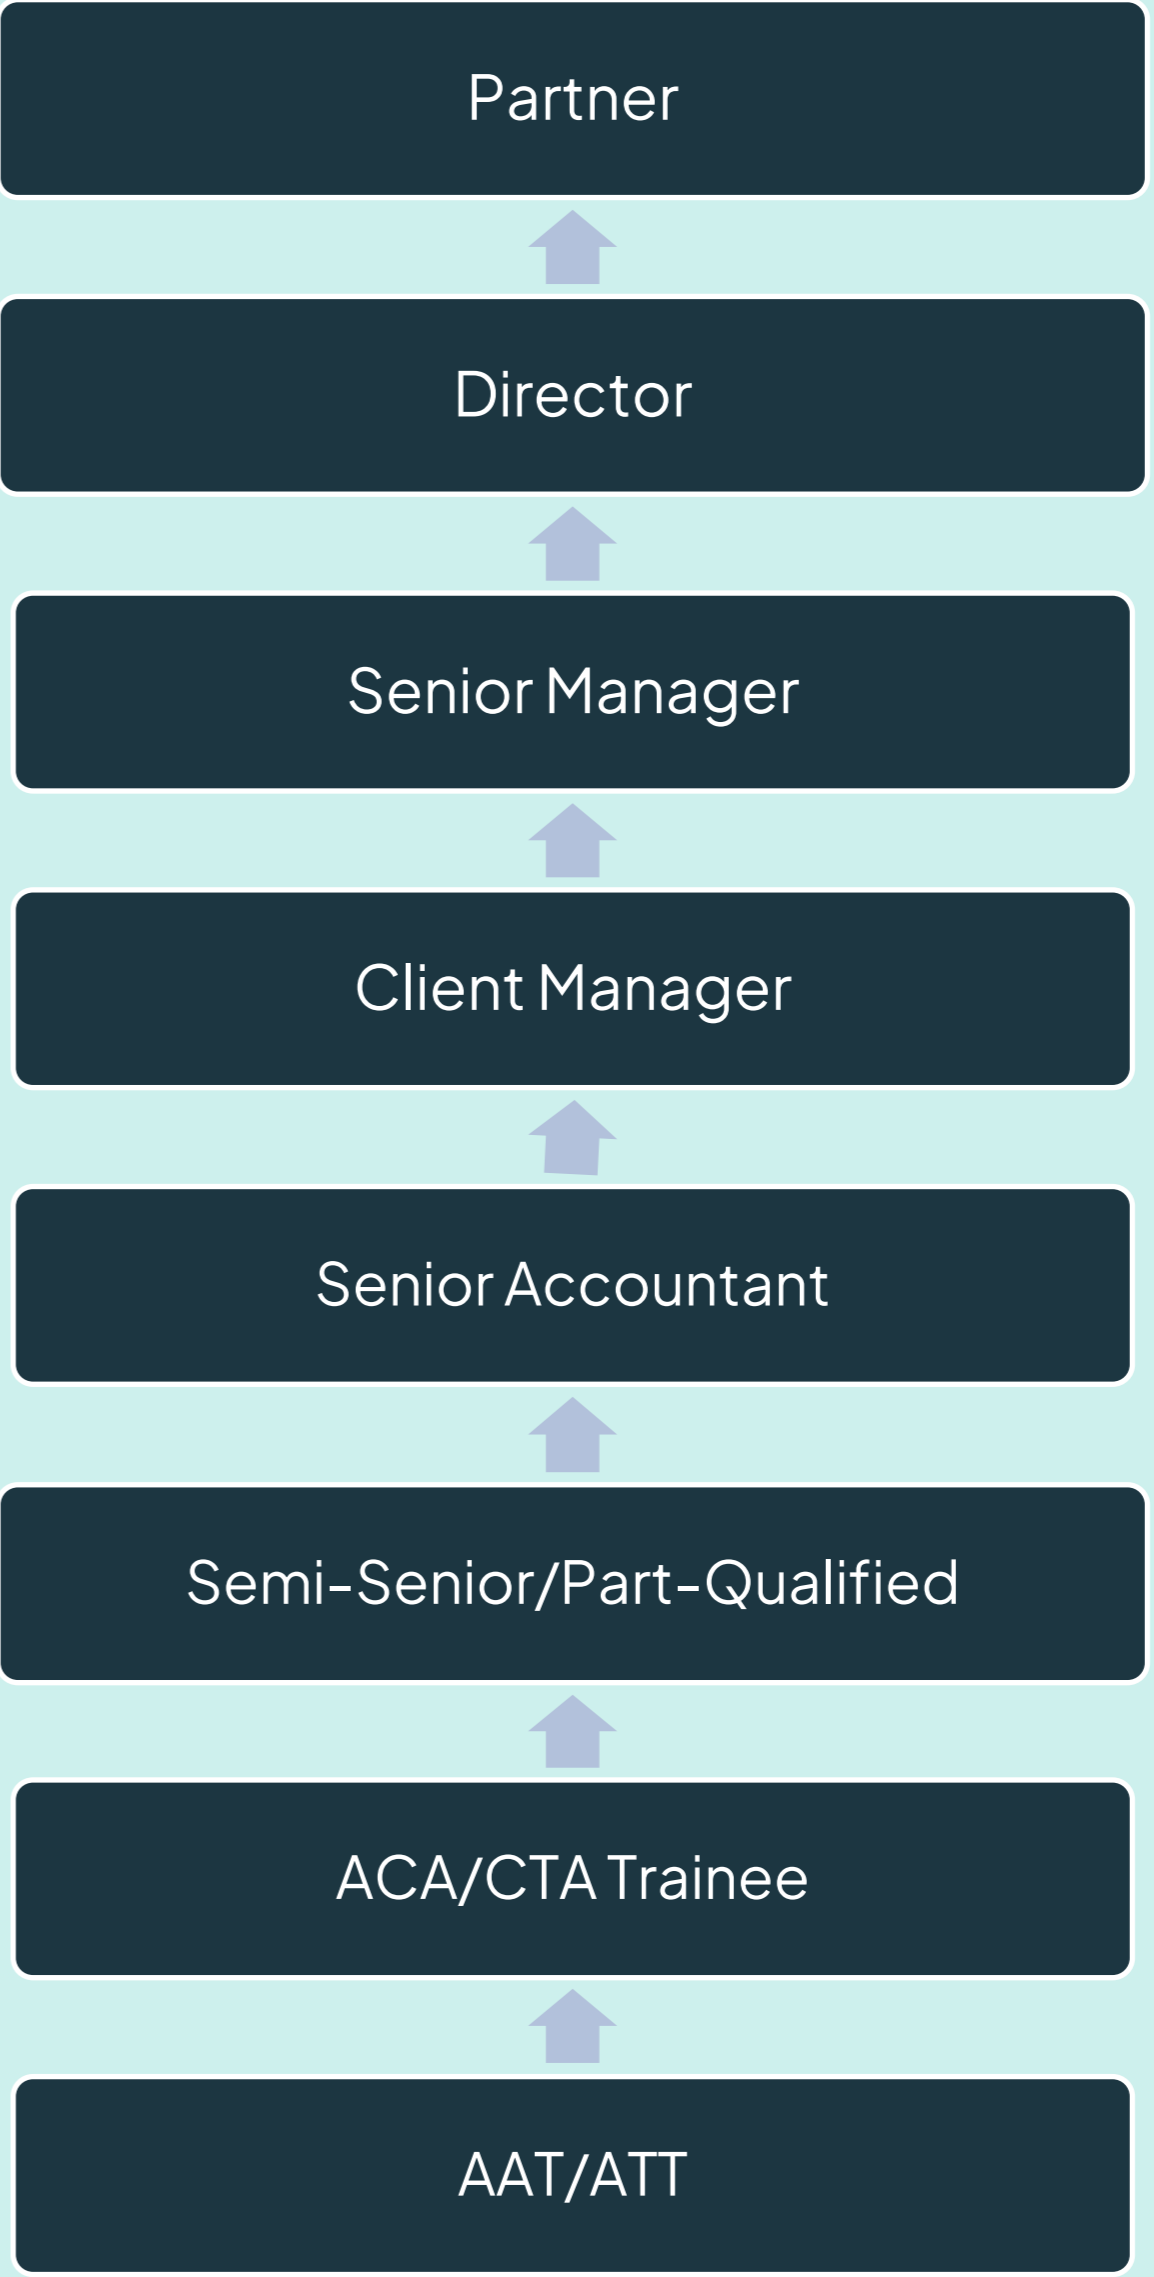 Partner
Director
Senior Manager
Client Manager
Senior Accountant
Semi-Senior/Part-Qualified
ACA/CTA Trainee
AAT/ATT